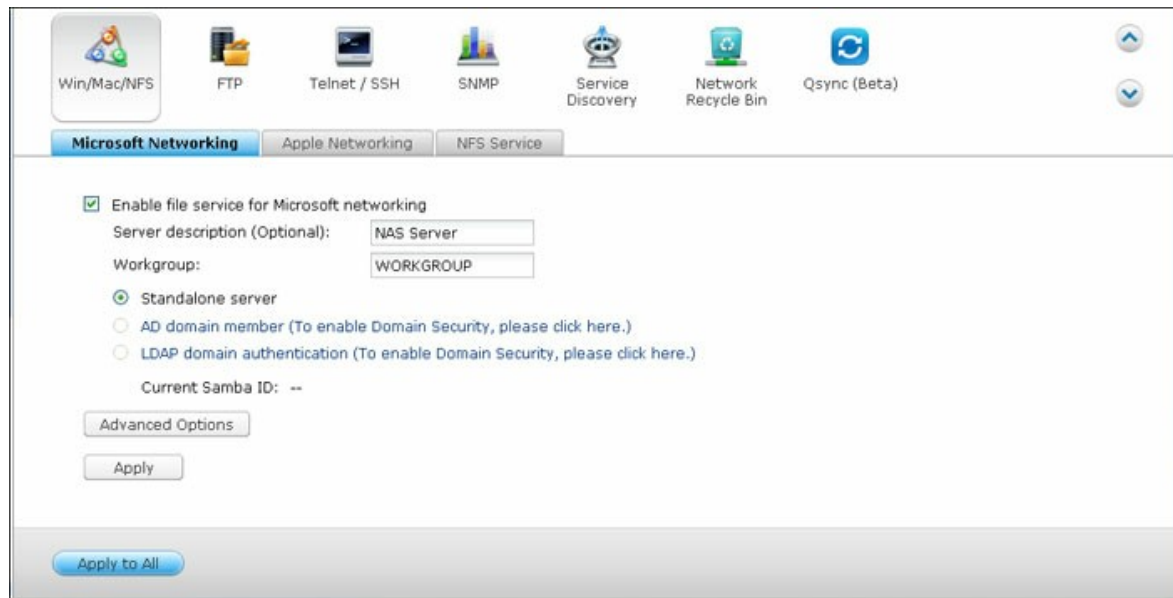 Win/Mac/NFS
FTP
Telnet / SSH
SNMP
Service
Discovery
Network
Recycle Bin
Qsync (Beta)
Microsoft Networking
Apple Networking
NFS Service
Enable file service for Microsoft networking
Server description (Optional): NAS Server
Workgroup: WORKGROUP
Standalone server
AD domain member (To enable Domain Security, please click here.)
LDAP domain authentication (To enable Domain Security, please click here.)
Current Samba ID: --
Advanced Options
Apply
Apply to All